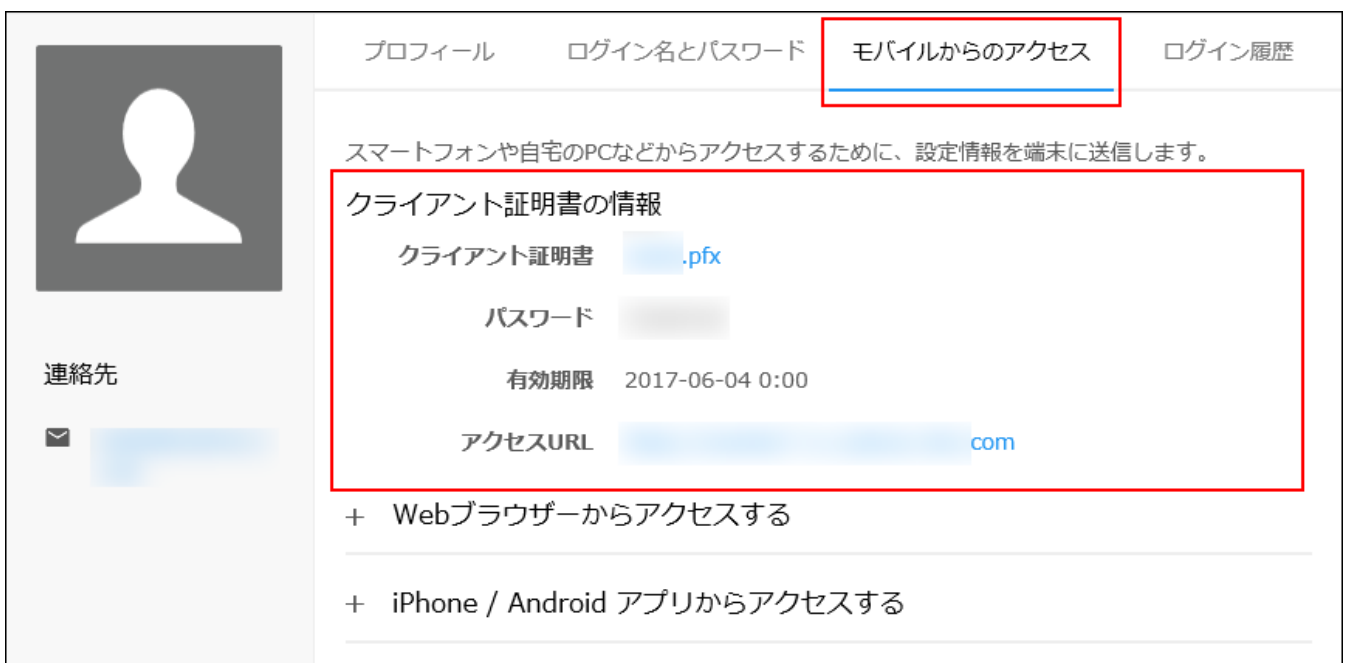 プロフィール
ログイン名とパスワード
モバイルからのアクセス
ログイン履歴
スマートフォンや自宅のPCなどからアクセスするために、設定情報を端末に送信します。
クライアント証明書の情報
クライアント証明書 .pfx
パスワード
有効期限 2017-06-04 0:00
アクセスURL com
連絡先
+ Webブラウザーからアクセスする
+ iPhone / Android アプリからアクセスする